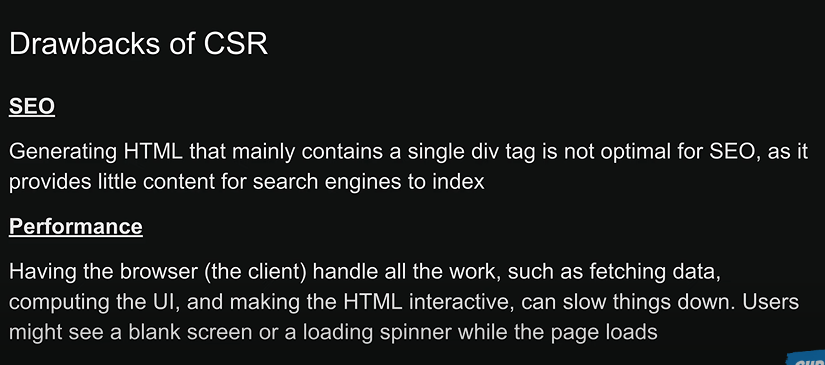 Drawbacks of CSR
SEO
Generating HTML that mainly contains a single div tag is not optimal for SEO, as it
provides little content for search engines to index
Performance
Having the browser (the client) handle all the work, such as fetching data,
computing the UI, and making the HTML interactive, can slow things down. Users
might see a blank screen or a loading spinner while the page loads